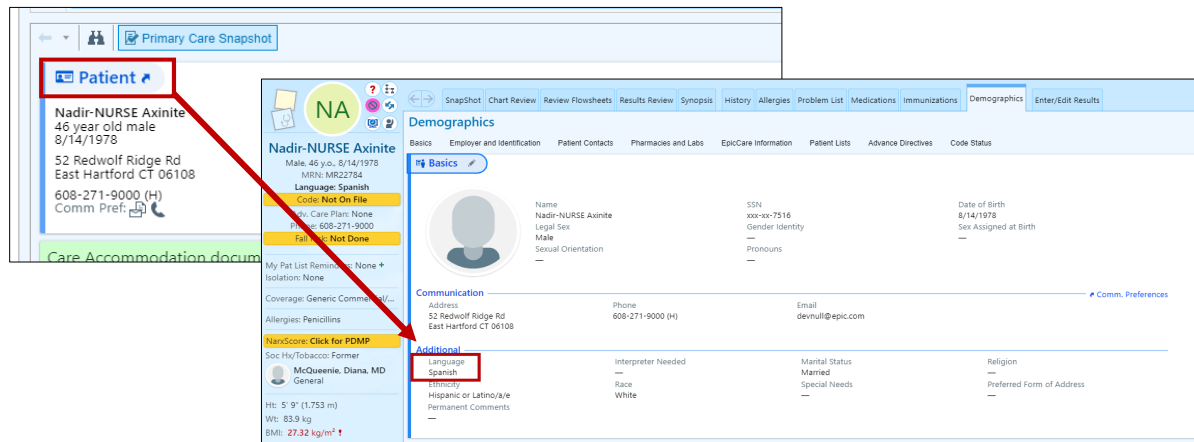 Primary Care Snapshot
Patient
Nadir-NURSE Axinite
46 year old male
8/14/1978
52 Redwolf Ridge Rd
East Hartford CT 06108
608-271-9000 (H)
Comm Pref:
Care Accommodation docum
NA
Nadir-NURSE Axinite
Male, 46 y.o., 8/14/1978
MRN: MR22784
Language: Spanish
Code: Not On File
Adv. Care Plan: None
Phone: 608-271-9000
Fall Risk: Not Done
My Pat List Reminders: None +
Isolation: None
Coverage: Generic Commercial/...
Allergies: Penicillins
NarxScore: Click for PDMP
Soc Hx/Tobacco: Former
McQueenie, Diana, MD
General
Ht: 5' 9" (1.753 m)
Wt: 83.9 kg
BMI: 27.32 kg/m² !
SnapShot Chart Review Review Flowsheets Results Review Synopsis History Allergies Problem List Medications Immunizations Demographics Enter/Edit Results
Demographics
Basics Employer and Identification Patient Contacts Pharmacies and Labs EpicCare Information Patient Lists Advance Directives Code Status
Basics
Name SSN Date of Birth
Nadir-NURSE Axinite xxx-xx-7516 8/14/1978
Legal Sex Gender Identity Sex Assigned at Birth
Male — —
Sexual Orientation Pronouns
— —
Communication Comm. Preferences
Address Phone Email
52 Redwolf Ridge Rd 608-271-9000 (H) devnull@epic.com
East Hartford CT 06108
Additional
Language Interpreter Needed Marital Status Religion
Spanish — Married —
Ethnicity Race Special Needs Preferred Form of Address
Hispanic or Latino/a/e White — —
Permanent Comments
—